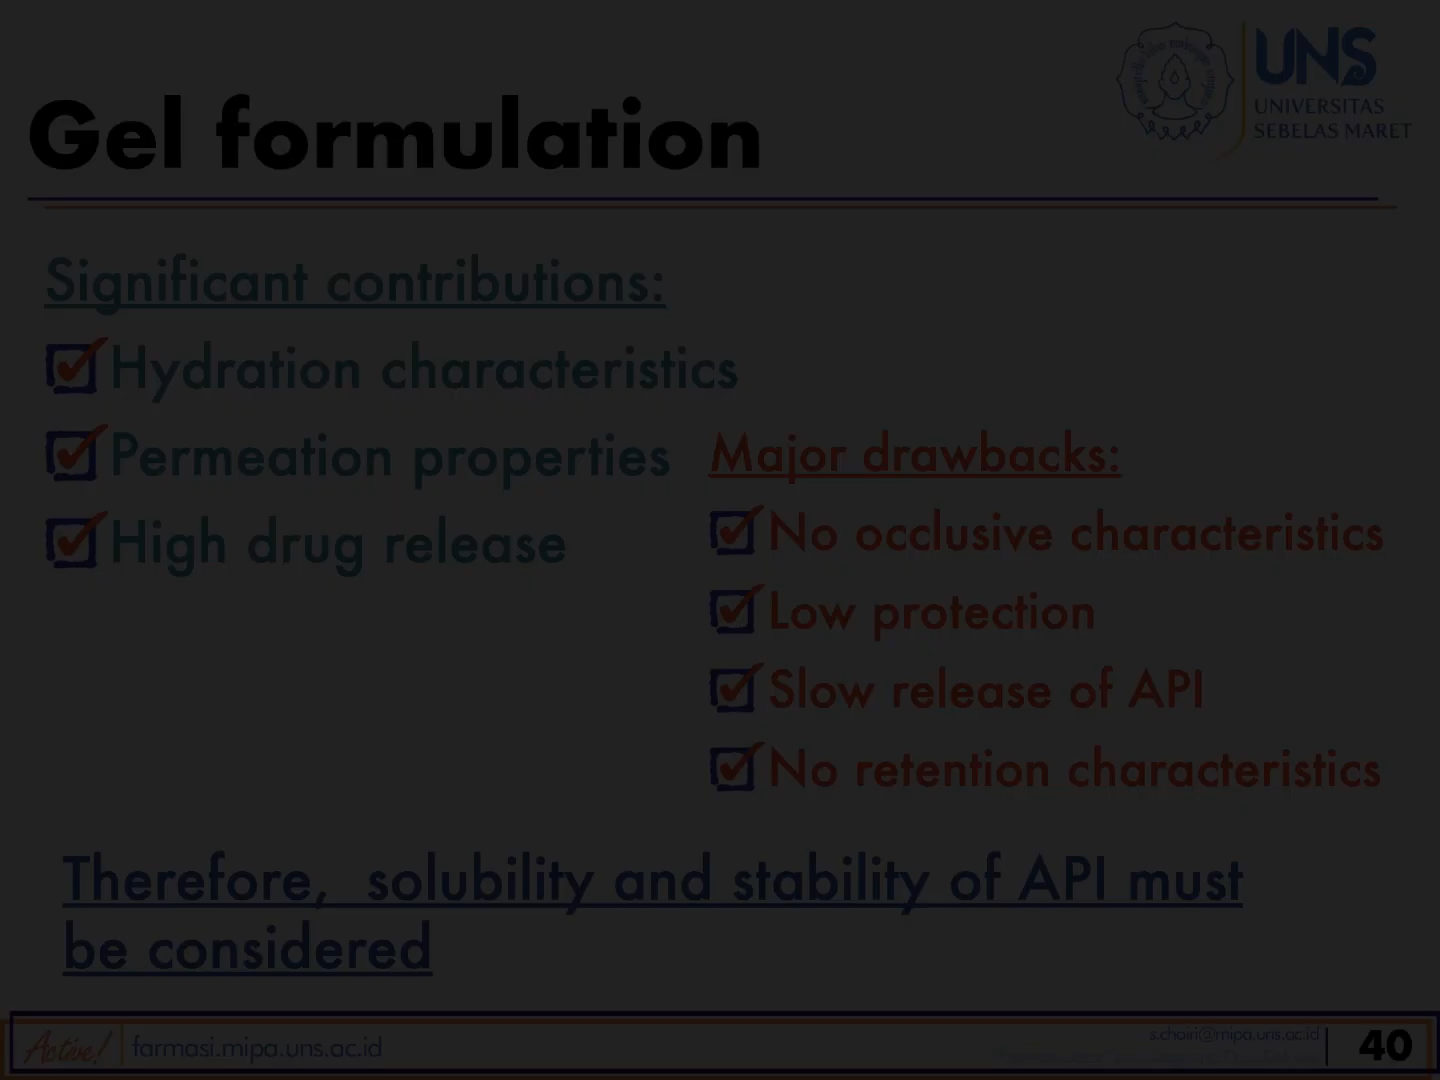 UNS
UNIVERSITAS
SEBELAS MARET
Gel formulation
Significant contributions:
Hydration characteristics
Permeation properties
High drug release
Major drawbacks:
No occlusive characteristics
Low protection
Slow release of API
No retention characteristics
Therefore, solubility and stability of API must
be considered
Active!
farmasi.mipa.uns.ac.id
s.choiri@mipa.uns.ac.id
40